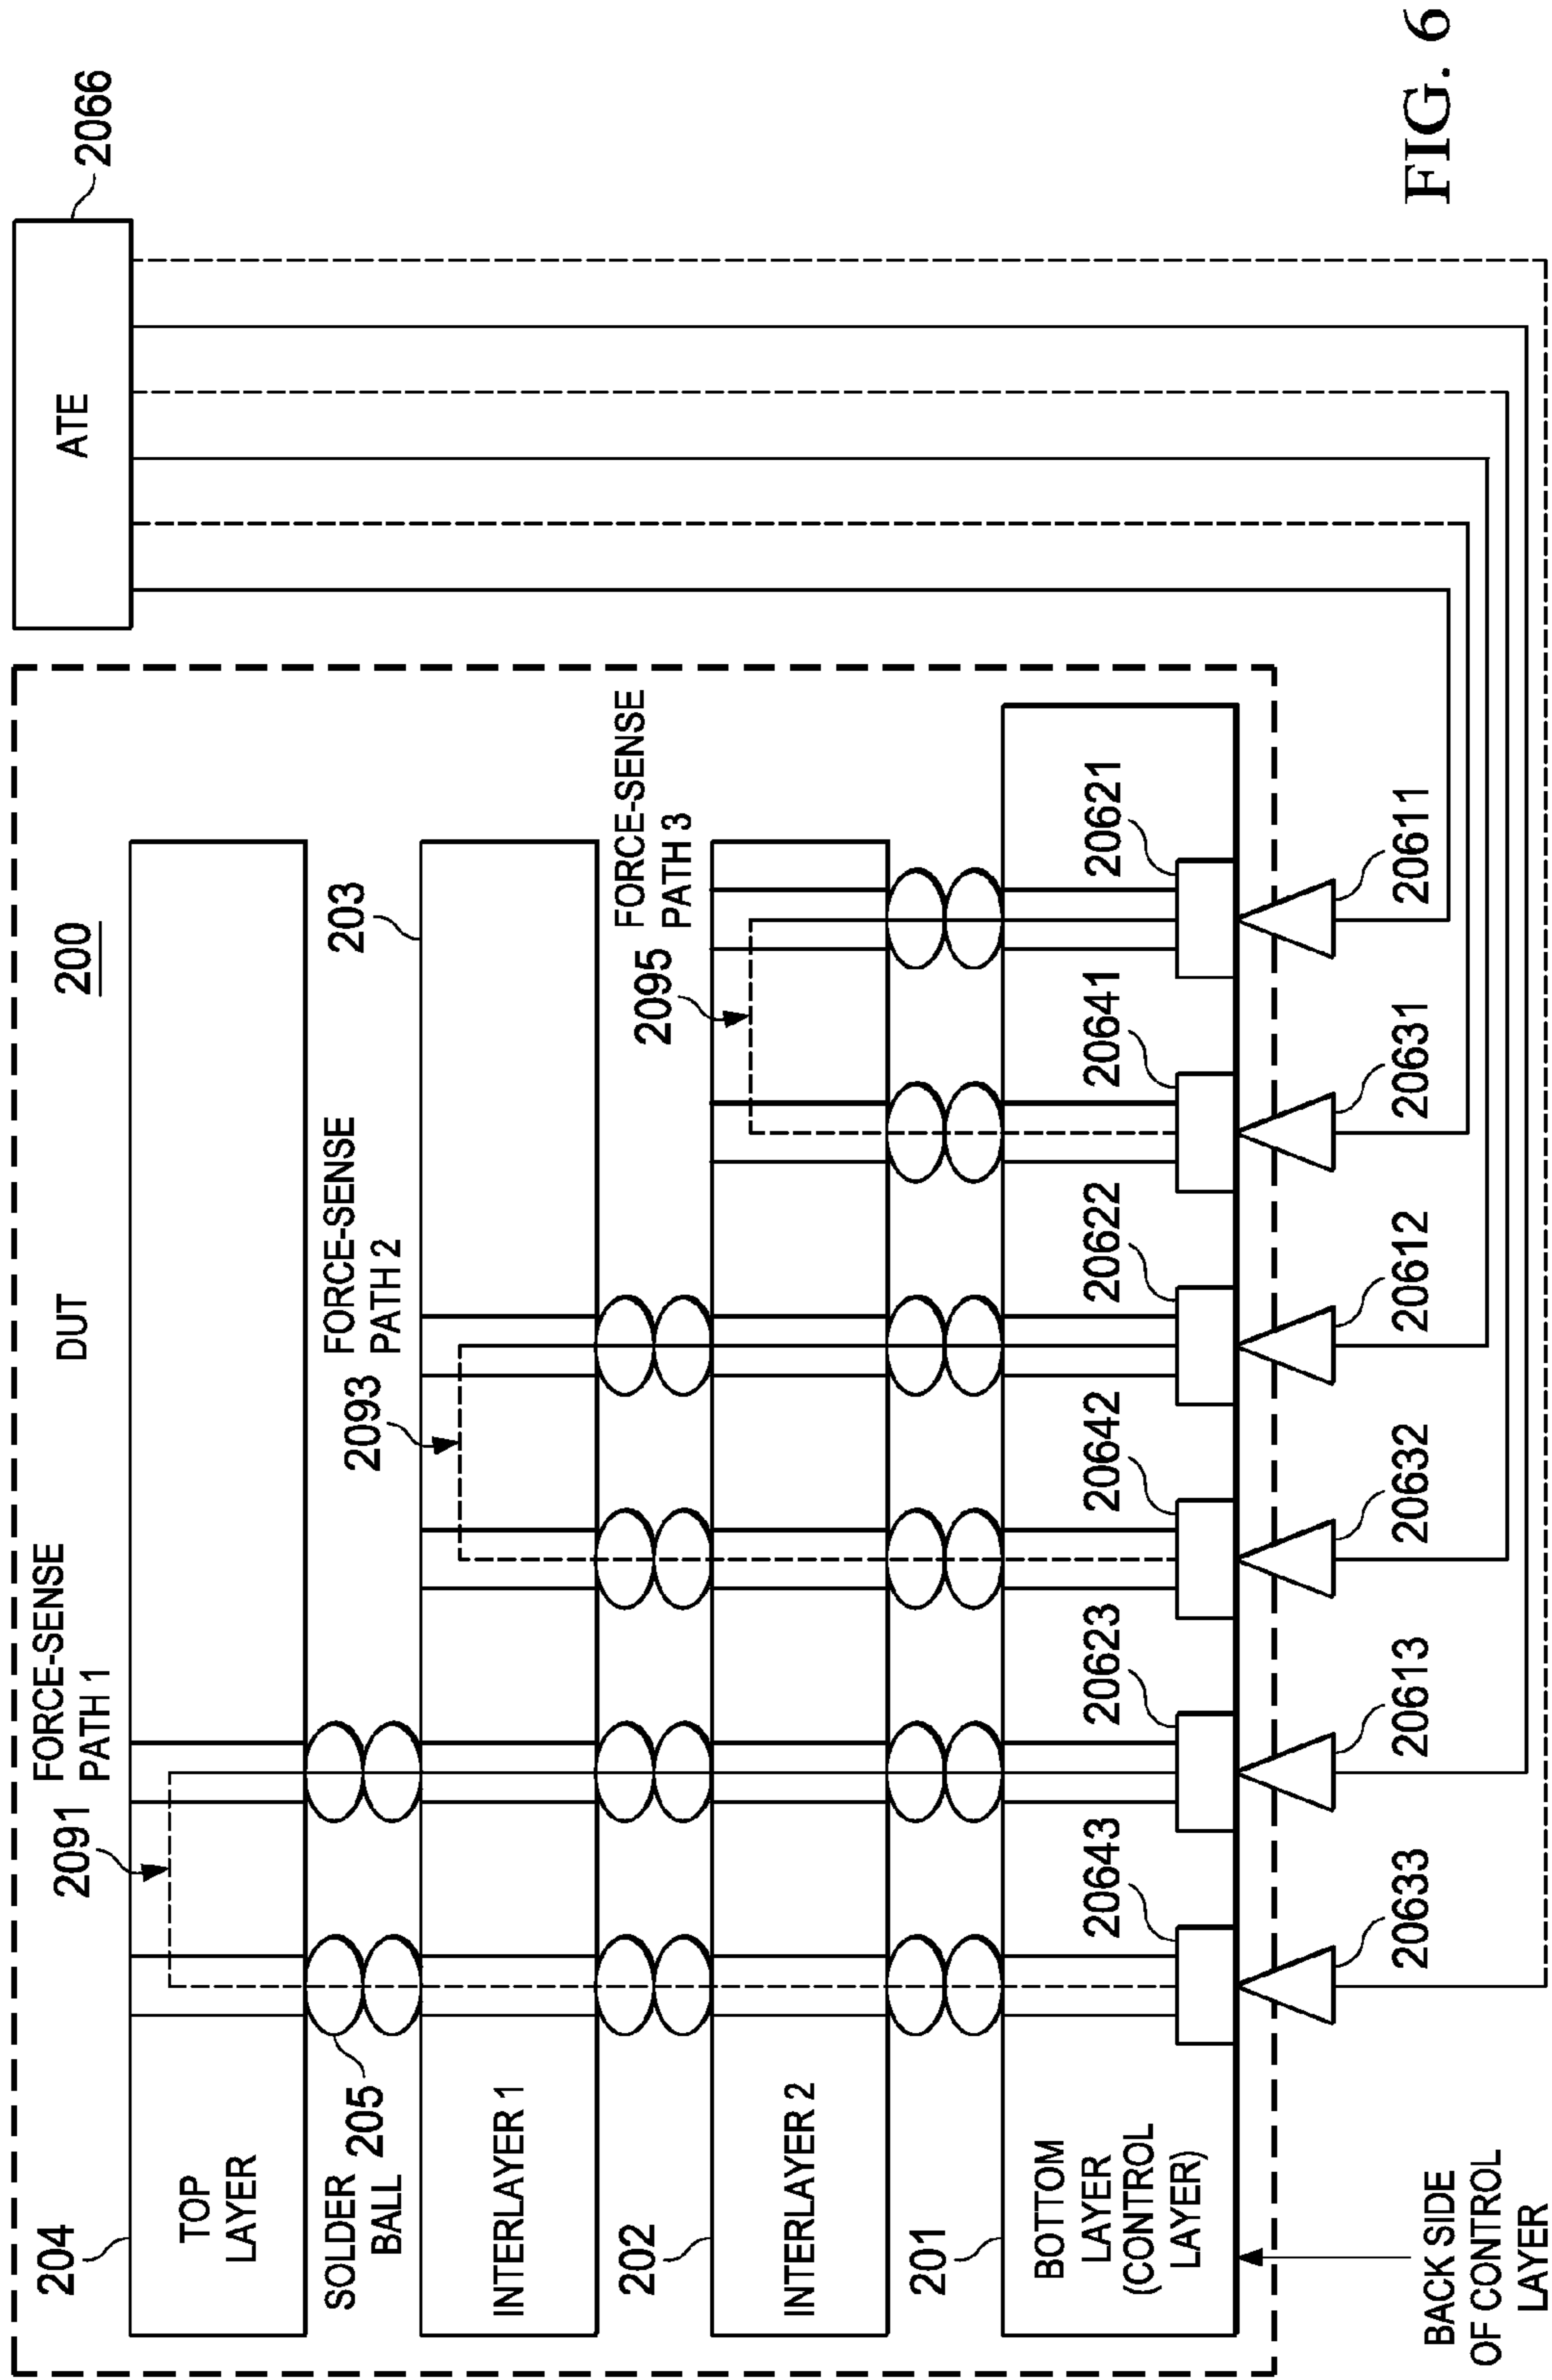 200
DUT
ATE
2066
FORCE-SENSE
PATH 1
2091
204
TOP
LAYER
SOLDER
BALL
205
FORCE-SENSE
PATH 2
2093
203
INTERLAYER 1
FORCE-SENSE
PATH 3
2095
202
INTERLAYER 2
201
BOTTOM
LAYER
(CONTROL
LAYER)
20643
20623
20642
20622
20641
20621
20633
20613
20632
20612
20631
20611
BACK SIDE
OF CONTROL
LAYER
FIG. 6